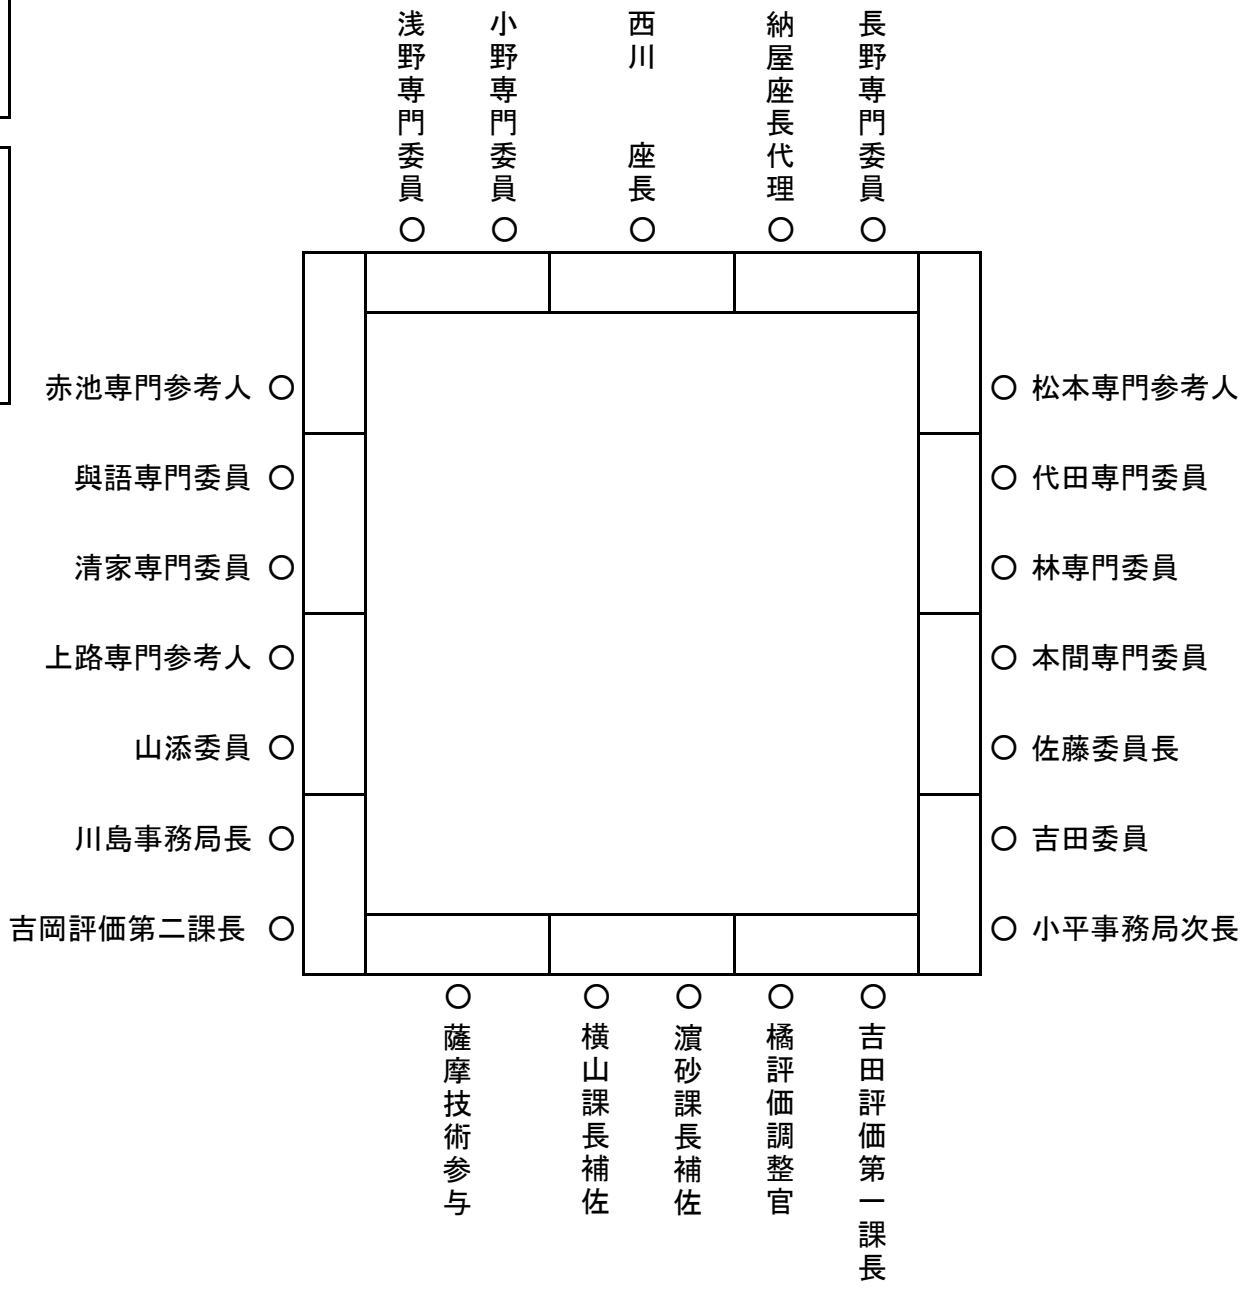 浅野専門委員
小野専門委員
西川　座長
納屋座長代理
長野専門委員
赤池専門参考人
與語専門委員
清家専門委員
上路専門参考人
山添委員
川島事務局長
吉岡評価第二課長
松本専門参考人
代田専門委員
林専門委員
本間専門委員
佐藤委員長
吉田委員
小平事務局次長
薩摩技術参与
横山課長補佐
濵砂課長補佐
橘評価調整官
吉田評価第一課長